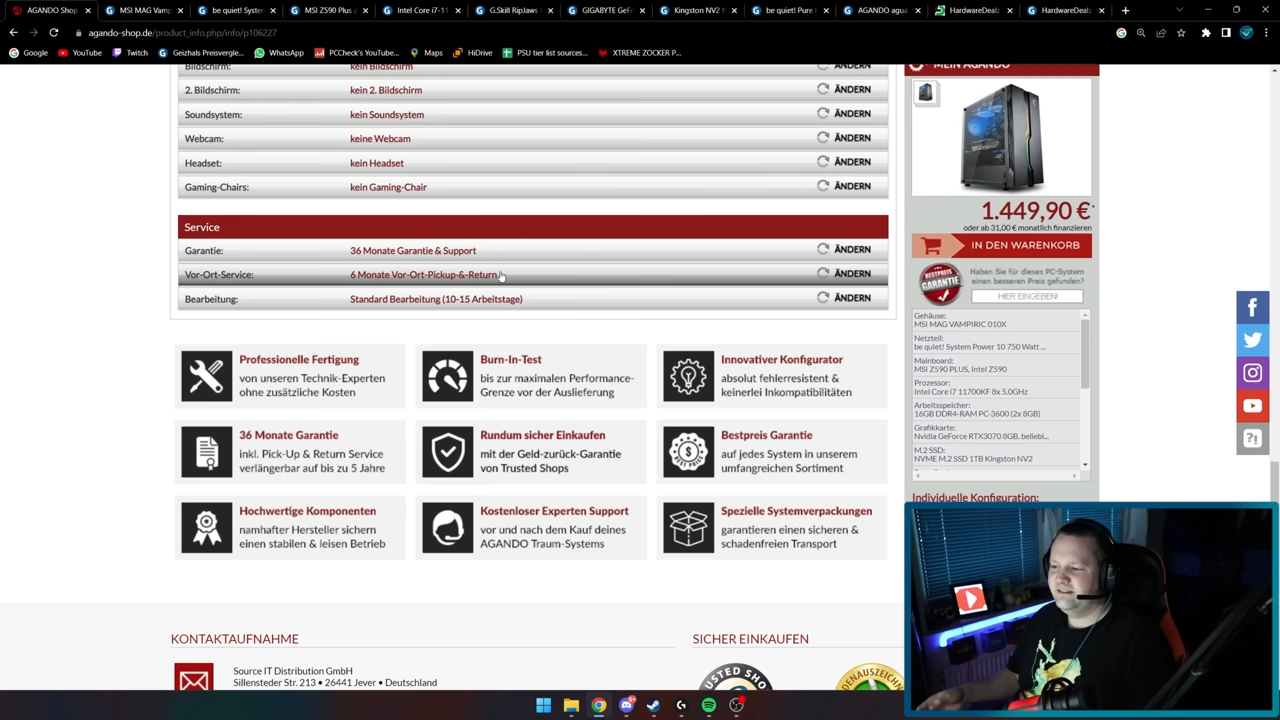 AGANDO Shop
MSI MAG Vamp
be quiet! Syste
MSI Z590 Plus a
Intel Core i7-11
G.Skill RipJaws
GIGABYTE GeF
Kingston NV2
be quiet! Pure
AGANDO agua
HardwareDealz
HardwareDealz
agando-shop.de/product_info.php/info/p106227
Google
YouTube
Twitch
Geizhals Preisvergle...
WhatsApp
PCCheck's YouTube...
Maps
HiDrive
PSU tier list sources...
XTREME ZOCKER P...
Bildschirm: kein Bildschirm ÄNDERN
2. Bildschirm: kein 2. Bildschirm ÄNDERN
Soundsystem: kein Soundsystem ÄNDERN
Webcam: keine Webcam ÄNDERN
Headset: kein Headset ÄNDERN
Gaming-Chairs: kein Gaming-Chair ÄNDERN
Service
Garantie: 36 Monate Garantie & Support ÄNDERN
Vor-Ort-Service: 6 Monate Vor-Ort-Pickup-&-Return ÄNDERN
Bearbeitung: Standard Bearbeitung (10-15 Arbeitstage) ÄNDERN
Professionelle Fertigung
von unseren Technik-Experten
ohne zusätzliche Kosten
Burn-In-Test
bis zur maximalen Performance-
Grenze vor der Auslieferung
Innovativer Konfigurator
absolut fehlerresistent &
keinerlei Inkompatibilitäten
36 Monate Garantie
inkl. Pick-Up & Return Service
verlängerbar auf bis zu 5 Jahre
Rundum sicher Einkaufen
mit der Geld-zurück-Garantie
von Trusted Shops
Bestpreis Garantie
auf jedes System in unserem
umfangreichen Sortiment
Hochwertige Komponenten
namhafter Hersteller sichern
einen stabilen & leisen Betrieb
Kostenloser Experten Support
vor und nach dem Kauf deines
AGANDO Traum-Systems
Spezielle Systemverpackungen
garantieren einen sicheren &
schadenfreien Transport
KONTAKTAUFNAHME
Source IT Distribution GmbH
Sillensteder Str. 213 • 26441 Jever • Deutschland
SICHER EINKAUFEN
MEIN AGANDO
1.449,90 €*
oder ab 31,00 € monatlich finanzieren
IN DEN WARENKORB
BESTPREIS
GARANTIE
Haben Sie für dieses PC-System
einen besseren Preis gefunden?
HIER EINGEBEN!
Gehäuse:
MSI MAG VAMPIRIC 010X
Netzteil:
be quiet! System Power 10 750 Watt ...
Mainboard:
MSI Z590 PLUS, Intel Z590
Prozessor:
Intel Core i7 11700KF 8x 5.0GHz
Arbeitsspeicher:
16GB DDR4-RAM PC-3600 (2x 8GB)
Grafikkarte:
Nvidia GeForce RTX3070 8GB, beliebi...
M.2 SSD:
NVME M.2 SSD 1TB Kingston NV2
Individuelle Konfiguration: